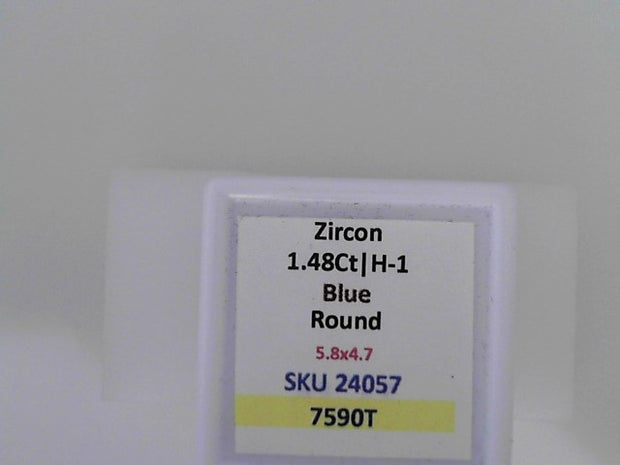 Zircon
1.48Ct|H-1
Blue
Round
5.8x4.7
SKU 24057
7590T